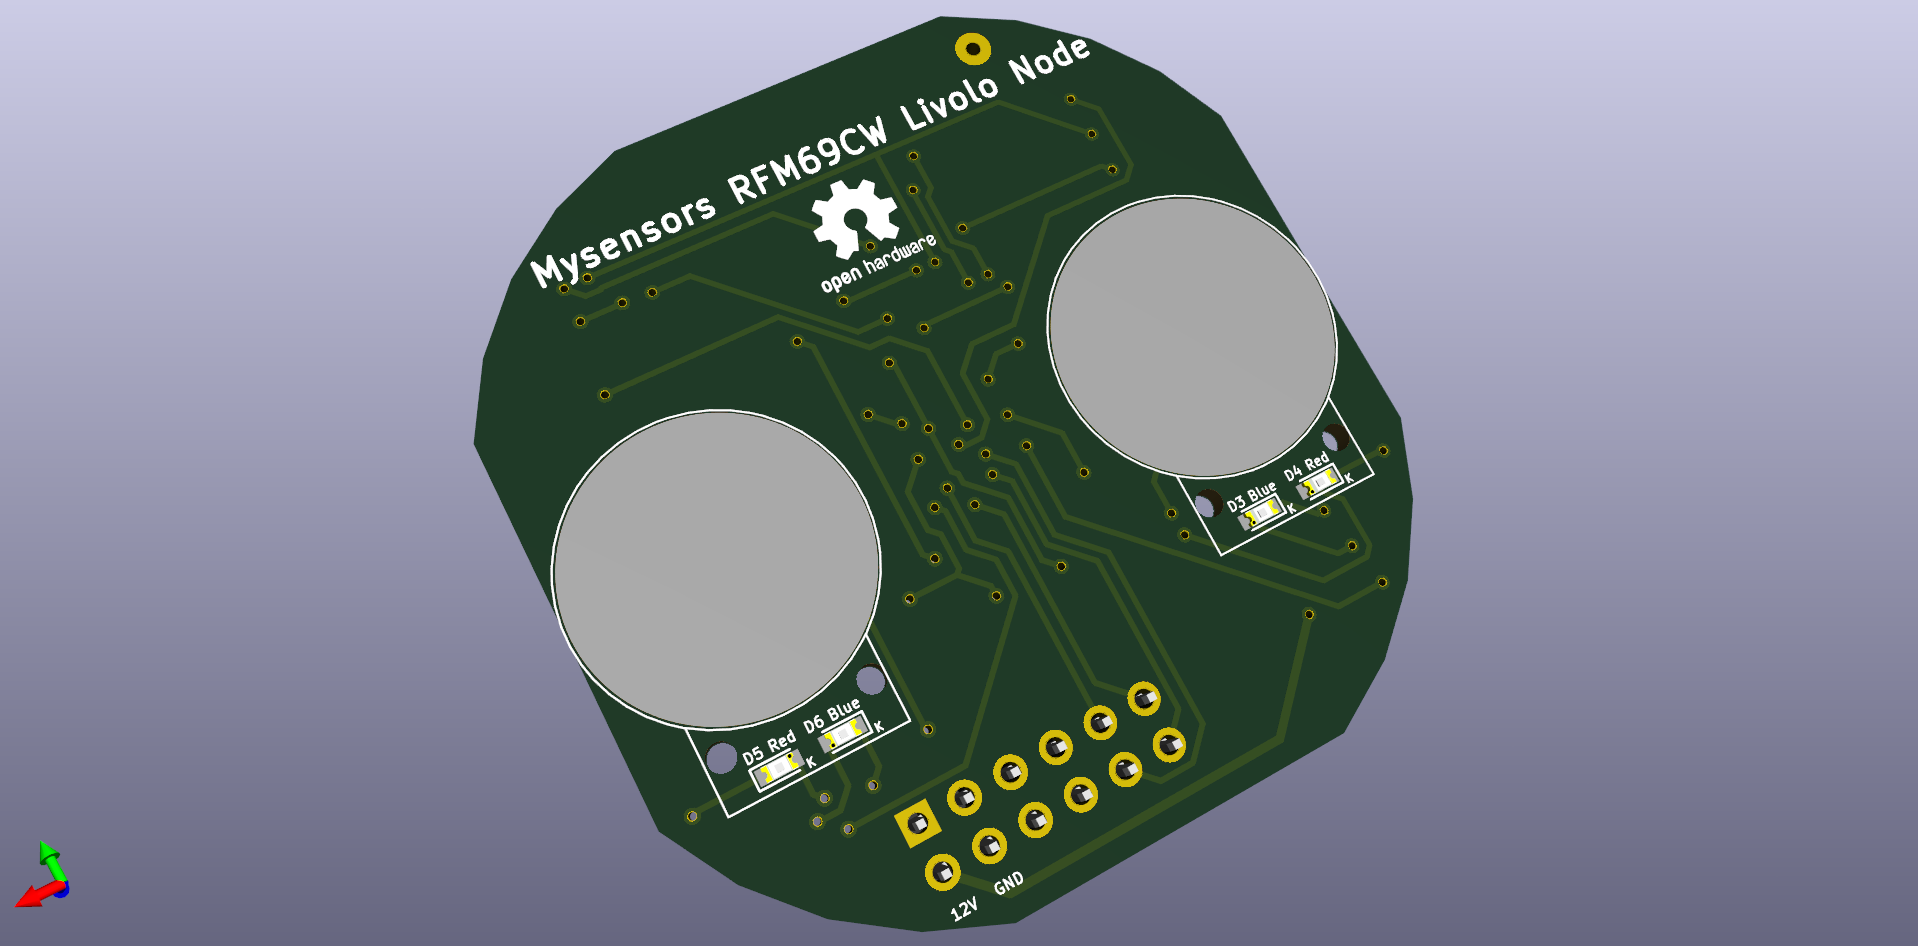 Mysensors RFM69CW Livolo Node
open hardware
D4 Red
K
D3 Blue
K
D6 Blue
K
D5 Red
K
GND
12V